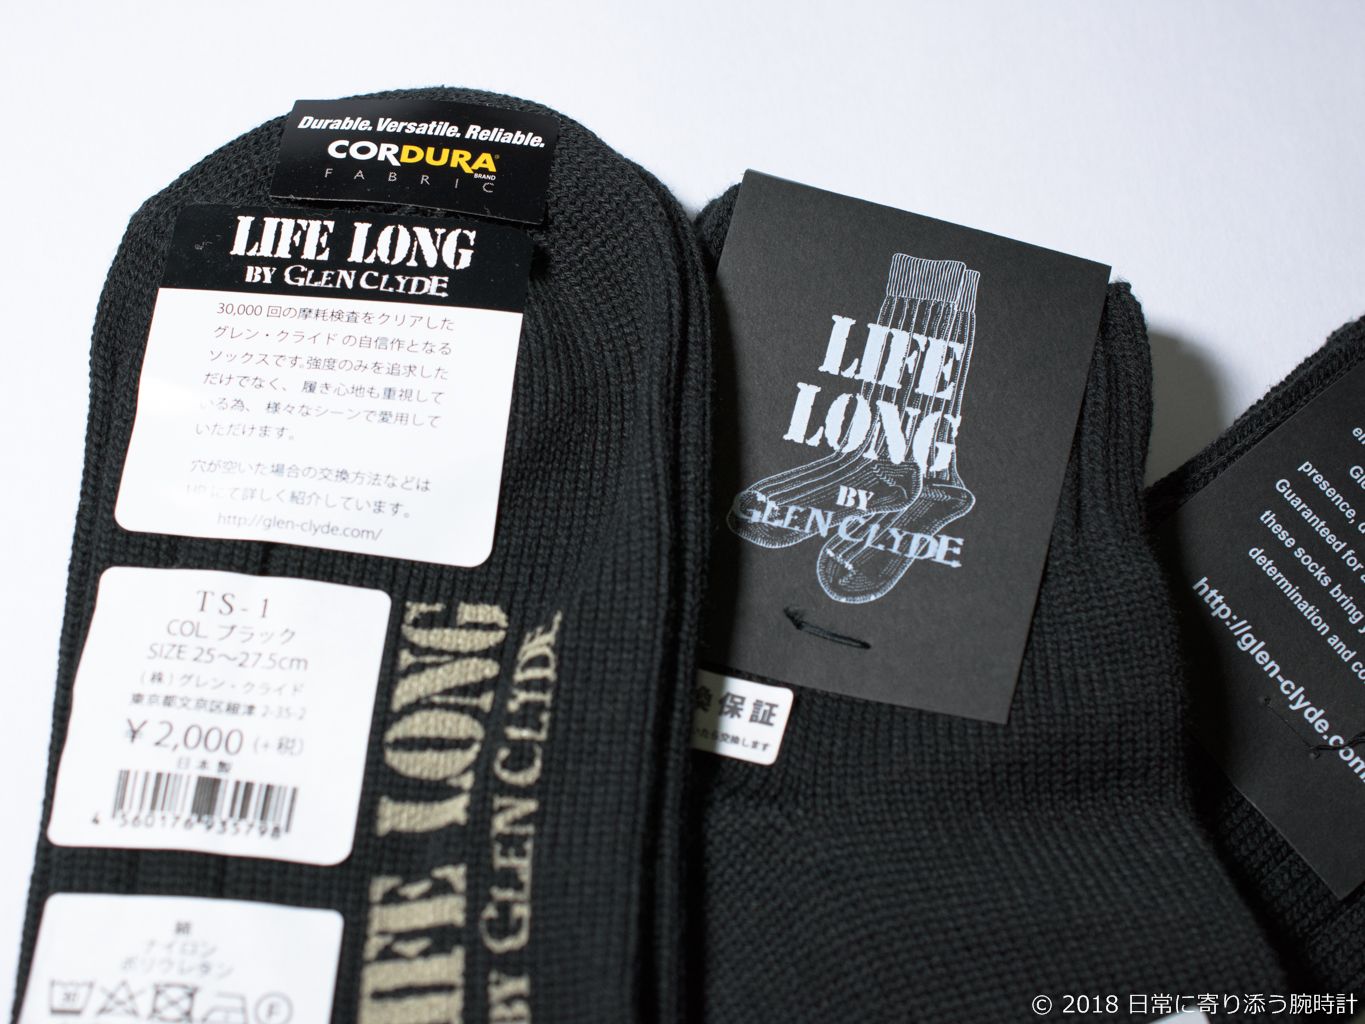 Durable. Versatile. Reliable.
CORDURA®
BRAND
FABRIC
LIFE LONG
BY GLEN CLYDE
30,000 回の摩耗検査をクリアした
グレン・クライド の自信作となる
ソックスです。強度のみを追求した
だけでなく、 履き心地も重視して
いる為、 様々なシーンで愛用して
いただけます。
穴が空いた場合の交換方法などは
HPにて詳しく紹介しています。
http://glen-clyde.com/
TS-1
COL ブラック
SIZE 25～27.5cm
(株) グレン・クライド
東京都文京区根津 2-35-2
¥ 2,000 (+ 税)
日本製
4 560176 935798
綿
ナイロン
ポリウレタン
LIFE LONG
BY GLEN CLYDE
LIFE
LONG
BY
GLEN CLYDE
保証
たら交換します
presence,
Guaranteed for
these socks bring
determination and
http://glen-clyde.com
© 2018 日常に寄り添う腕時計